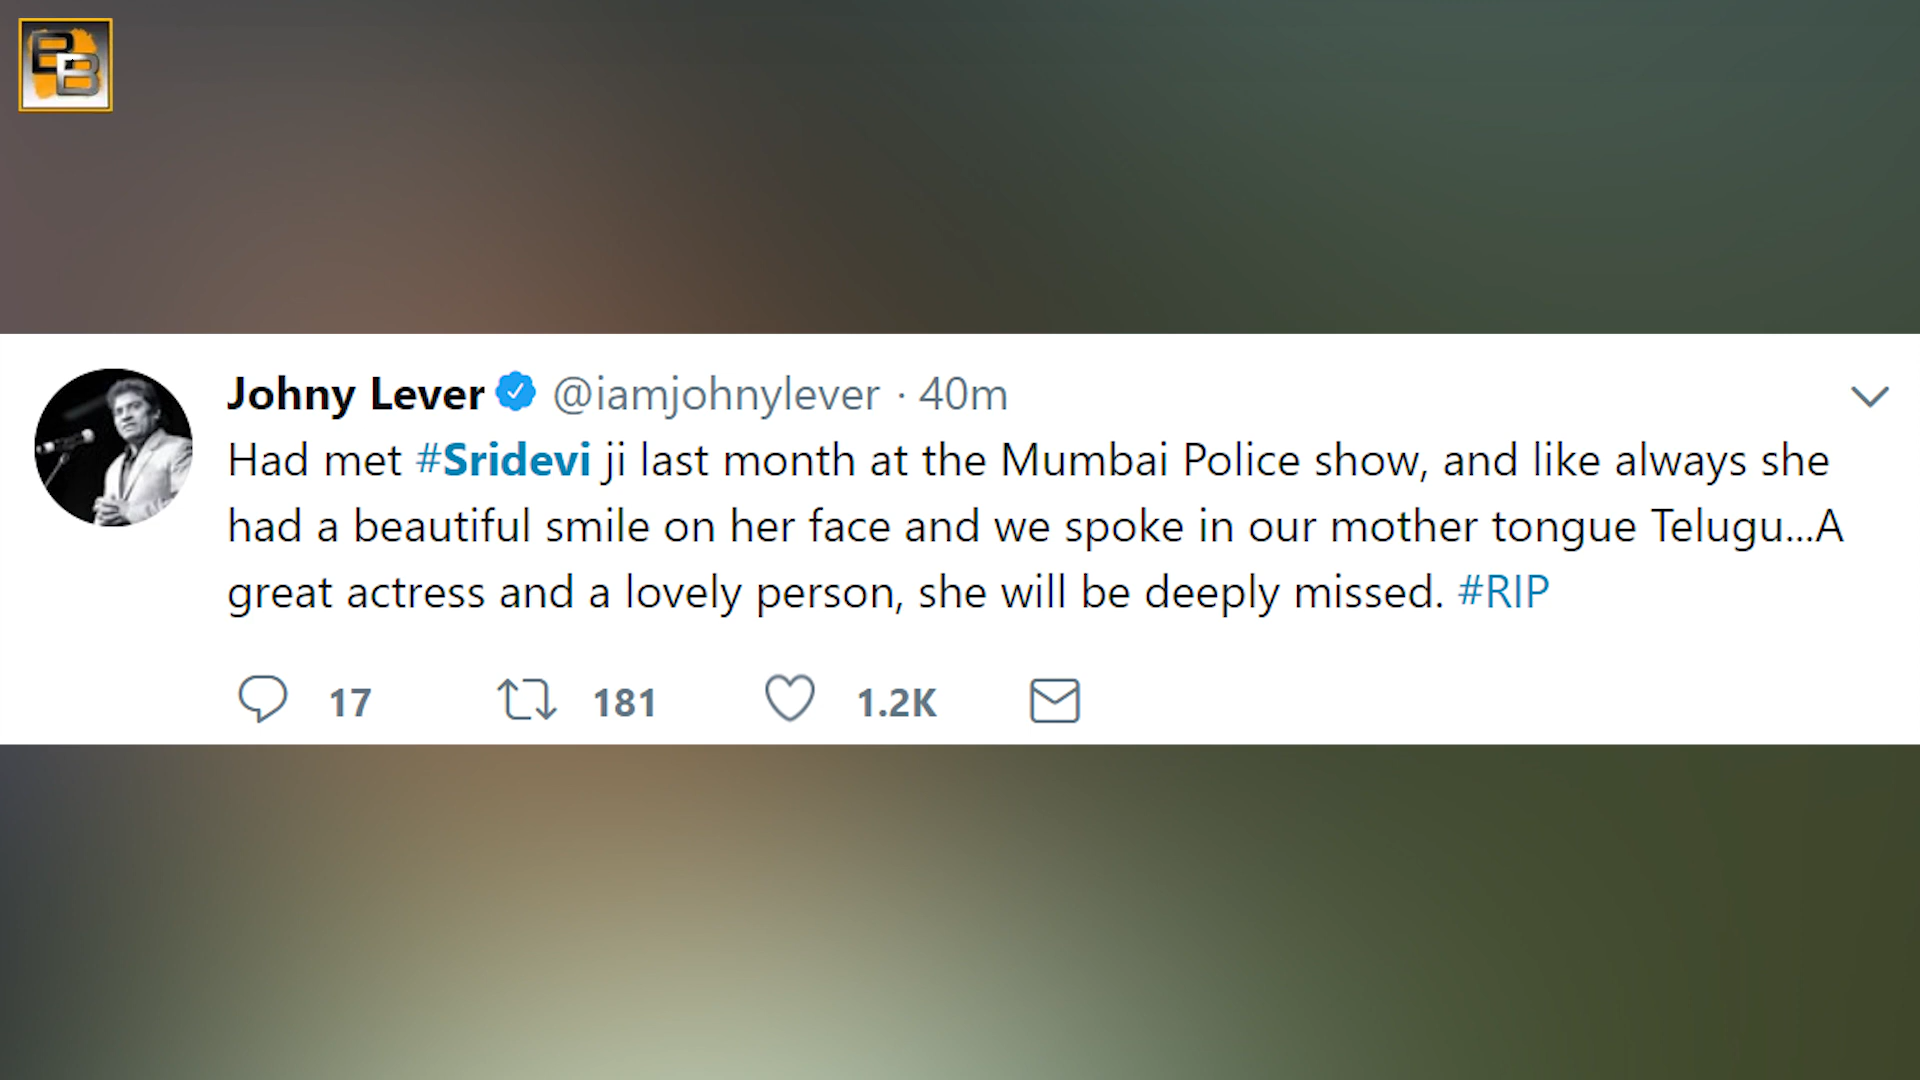 BB
Johny Lever @iamjohnylever · 40m
Had met #Sridevi ji last month at the Mumbai Police show, and like always she
had a beautiful smile on her face and we spoke in our mother tongue Telugu...A
great actress and a lovely person, she will be deeply missed. #RIP
17 181 1.2K